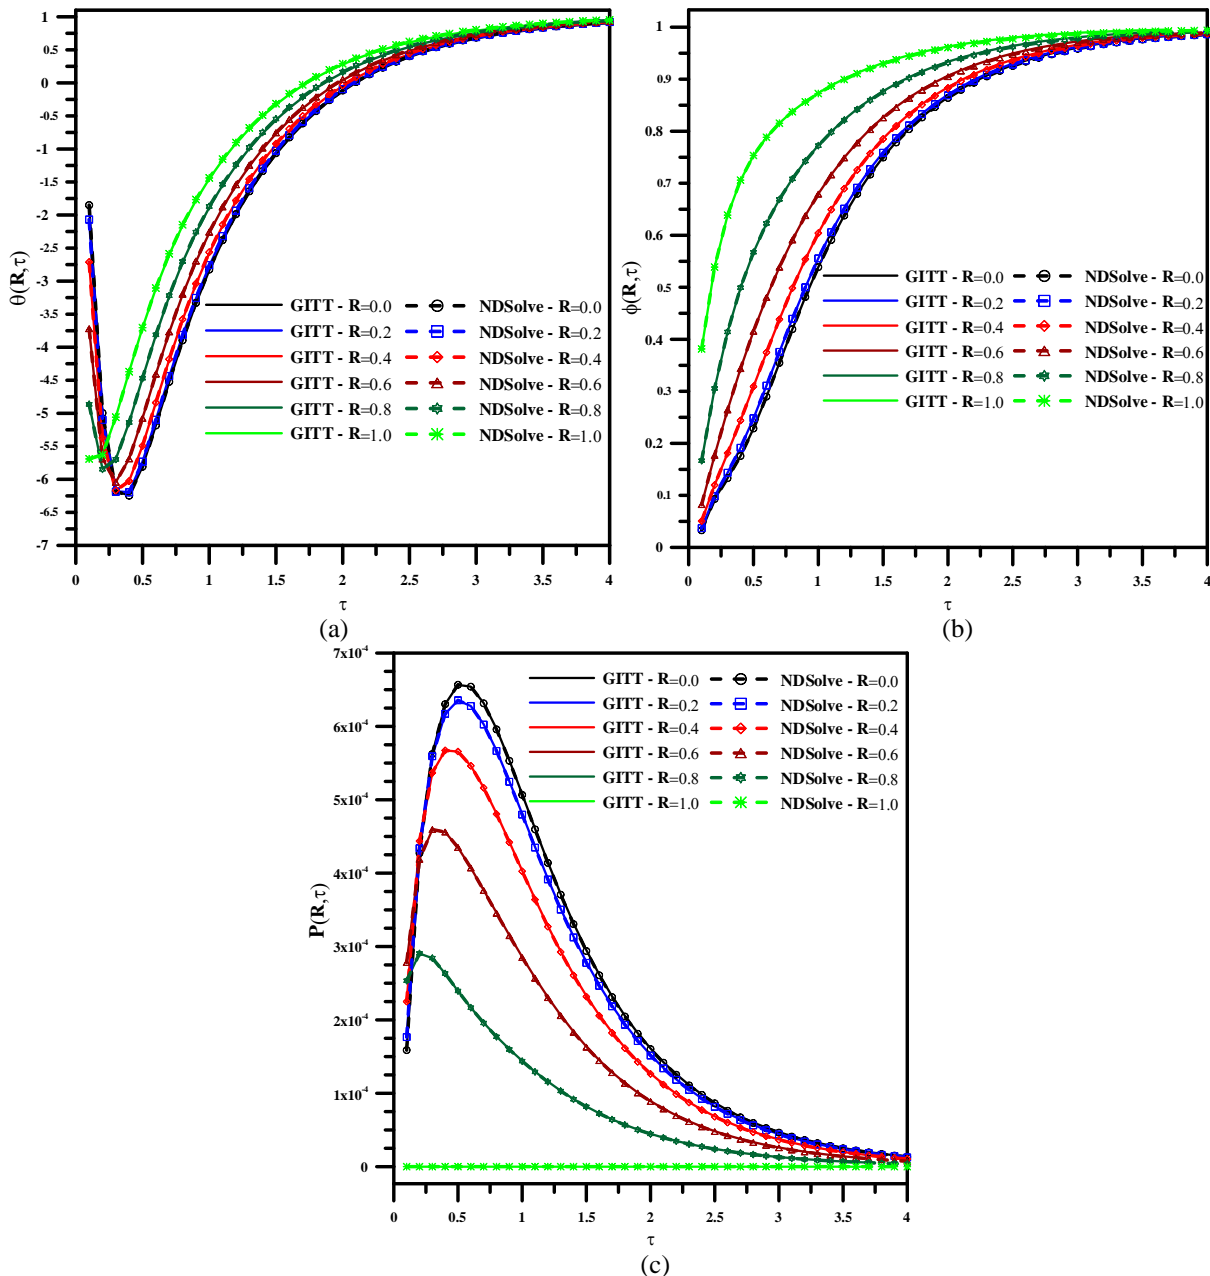 1
0.5
0
-0.5
-1
-1.5
-2
-2.5
-3
-3.5
-4
-4.5
-5
-5.5
-6
-6.5
-7
θ(R,τ)
GITT - R=0.0 NDSolve - R=0.0
GITT - R=0.2 NDSolve - R=0.2
GITT - R=0.4 NDSolve - R=0.4
GITT - R=0.6 NDSolve - R=0.6
GITT - R=0.8 NDSolve - R=0.8
GITT - R=1.0 NDSolve - R=1.0
0 0.5 1 1.5 2 2.5 3 3.5 4
τ
(a)
1
0.9
0.8
0.7
0.6
0.5
0.4
0.3
0.2
0.1
0
ϕ(R,τ)
GITT - R=0.0 NDSolve - R=0.0
GITT - R=0.2 NDSolve - R=0.2
GITT - R=0.4 NDSolve - R=0.4
GITT - R=0.6 NDSolve - R=0.6
GITT - R=0.8 NDSolve - R=0.8
GITT - R=1.0 NDSolve - R=1.0
0 0.5 1 1.5 2 2.5 3 3.5 4
τ
(b)
7x10⁻⁴
6x10⁻⁴
5x10⁻⁴
4x10⁻⁴
3x10⁻⁴
2x10⁻⁴
1x10⁻⁴
0
P(R,τ)
GITT - R=0.0 NDSolve - R=0.0
GITT - R=0.2 NDSolve - R=0.2
GITT - R=0.4 NDSolve - R=0.4
GITT - R=0.6 NDSolve - R=0.6
GITT - R=0.8 NDSolve - R=0.8
GITT - R=1.0 NDSolve - R=1.0
0 0.5 1 1.5 2 2.5 3 3.5 4
τ
(c)